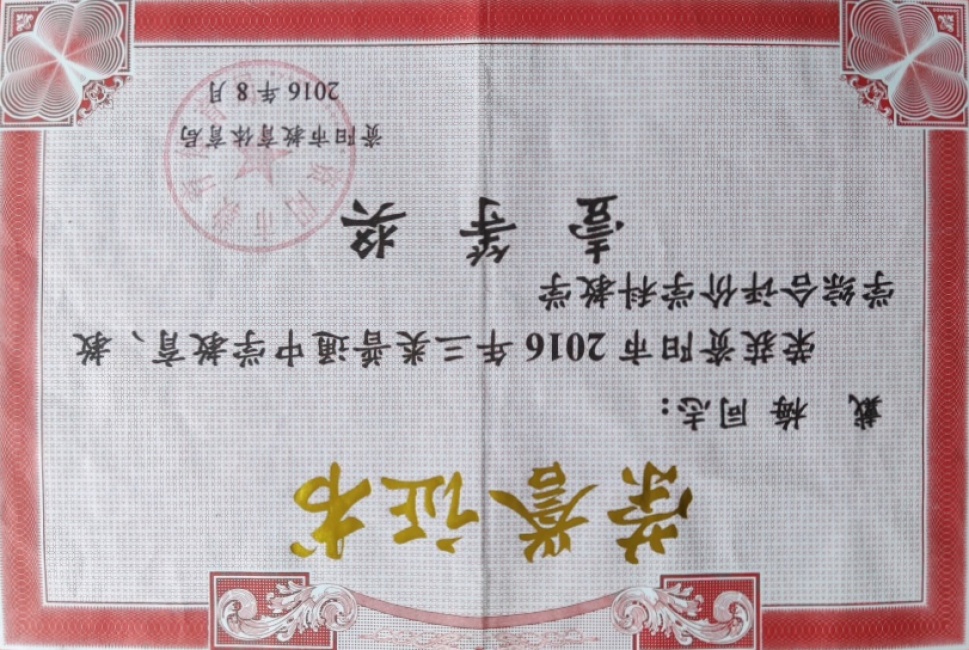 荣誉证书
戴 梅 同志：
荣获资阳市2016年三类普通中学教育、教
学综合评价学科教学
壹 等 奖
资阳市教育体育局
2016年8月